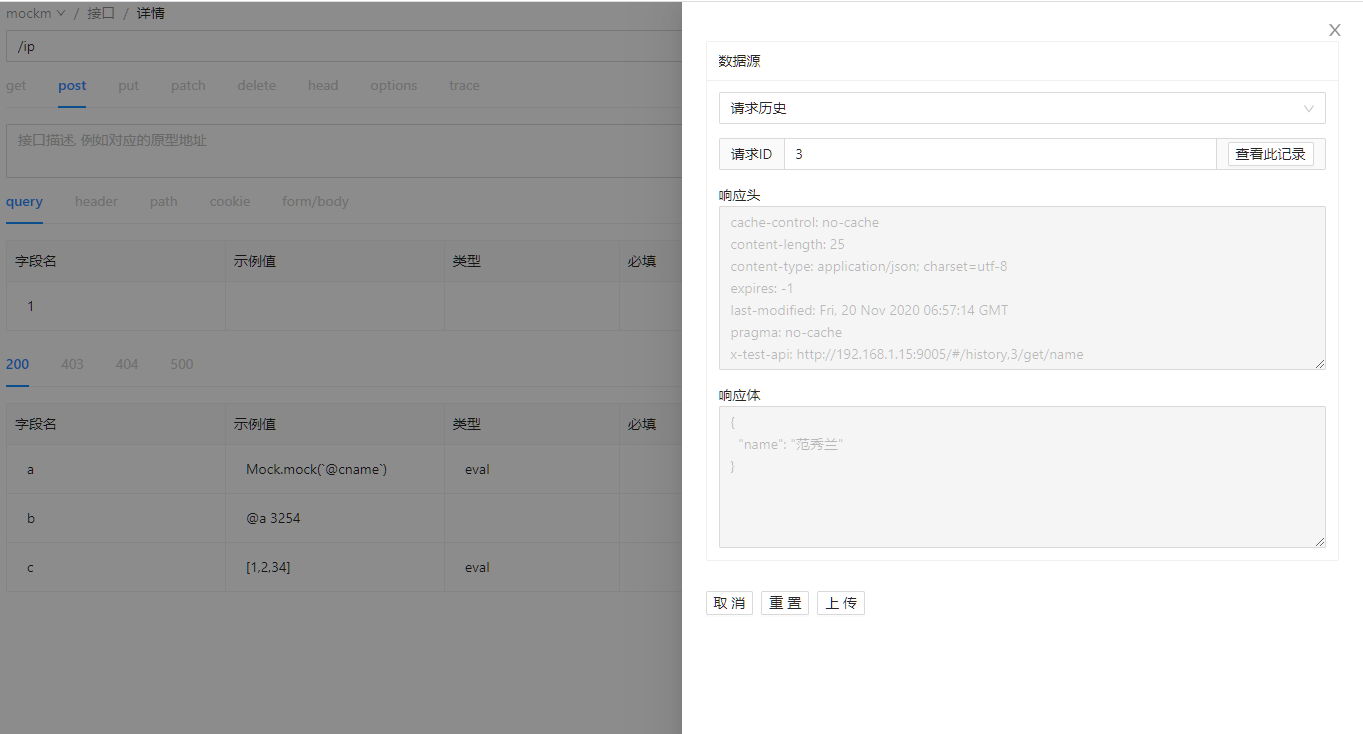 mockm / 接口 / 详情
/ip
get post put patch delete head options trace
接口描述, 例如对应的原型地址
query header path cookie form/body
字段名 示例值 类型 必填
1
200 403 404 500
字段名 示例值 类型 必填
a Mock.mock(`@cname`) eval
b @a 3254
c [1,2,34] eval
X
数据源
请求历史
请求ID 3 查看此记录
响应头
cache-control: no-cache
content-length: 25
content-type: application/json; charset=utf-8
expires: -1
last-modified: Fri, 20 Nov 2020 06:57:14 GMT
pragma: no-cache
x-test-api: http://192.168.1.15:9005/#/history,3/get/name
响应体
{
"name": "范秀兰"
}
取 消 重 置 上 传